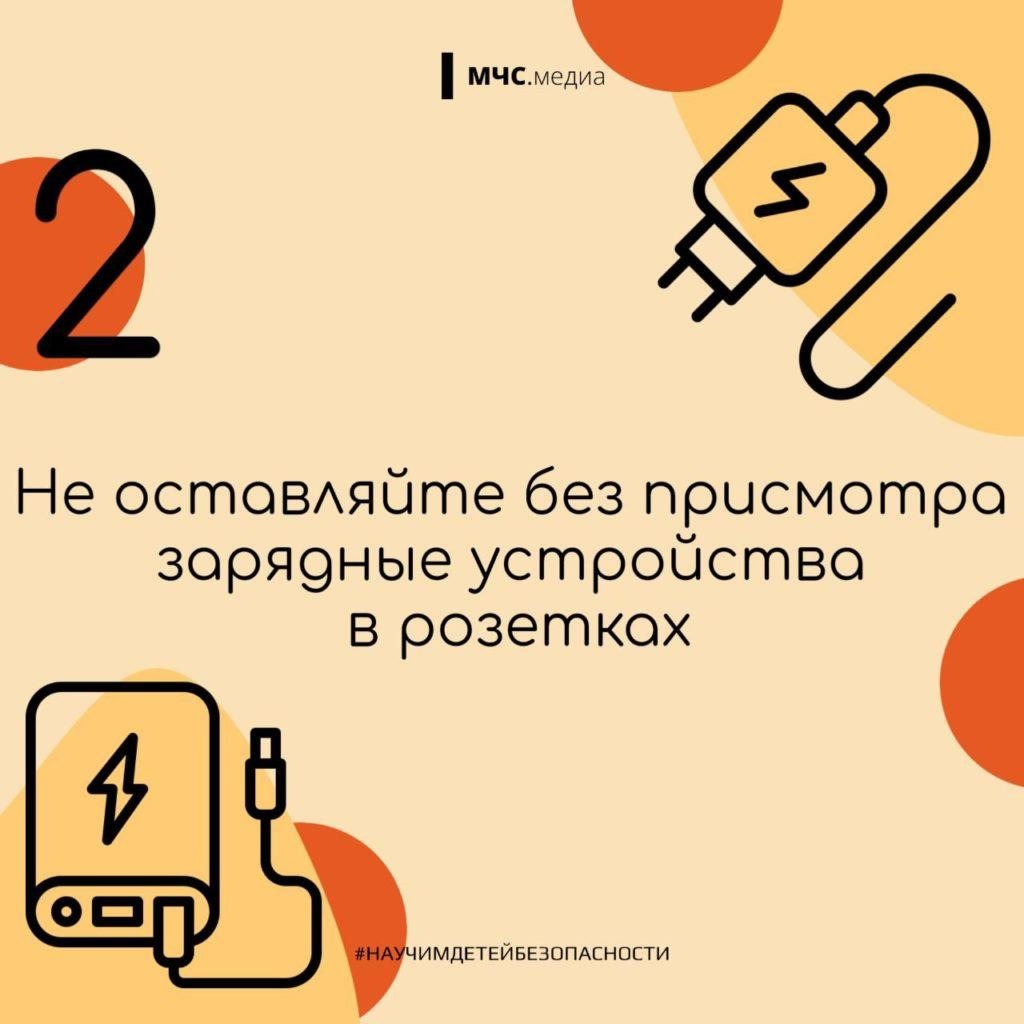 МЧС.медиа
2
Не оставляйте без присмотра
зарядные устройства
в розетках
#НАУЧИМДЕТЕЙБЕЗОПАСНОСТИ